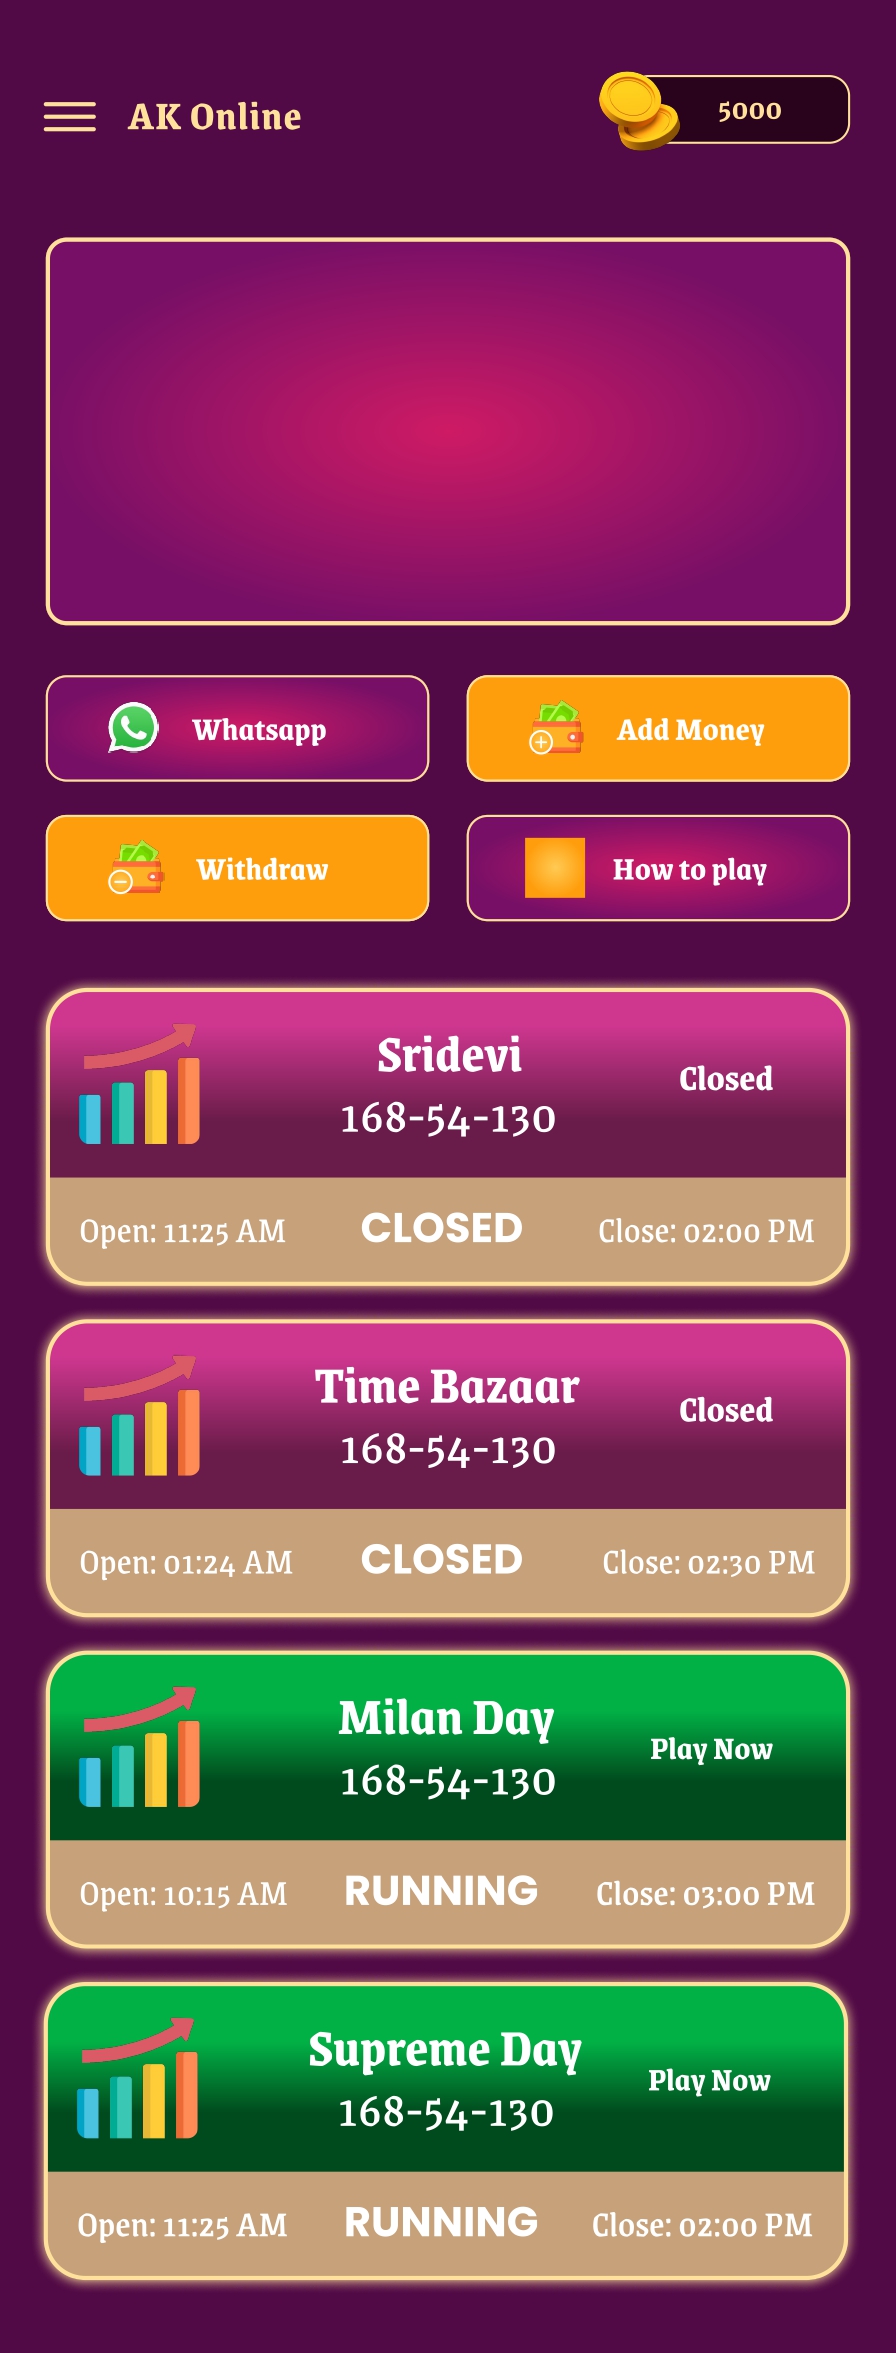 AK Online
5000
Whatsapp
Add Money
Withdraw
How to play
Sridevi
168-54-130
Closed
Open: 11:25 AM
CLOSED
Close: 02:00 PM
Time Bazaar
168-54-130
Closed
Open: 01:24 AM
CLOSED
Close: 02:30 PM
Milan Day
168-54-130
Play Now
Open: 10:15 AM
RUNNING
Close: 03:00 PM
Supreme Day
168-54-130
Play Now
Open: 11:25 AM
RUNNING
Close: 02:00 PM